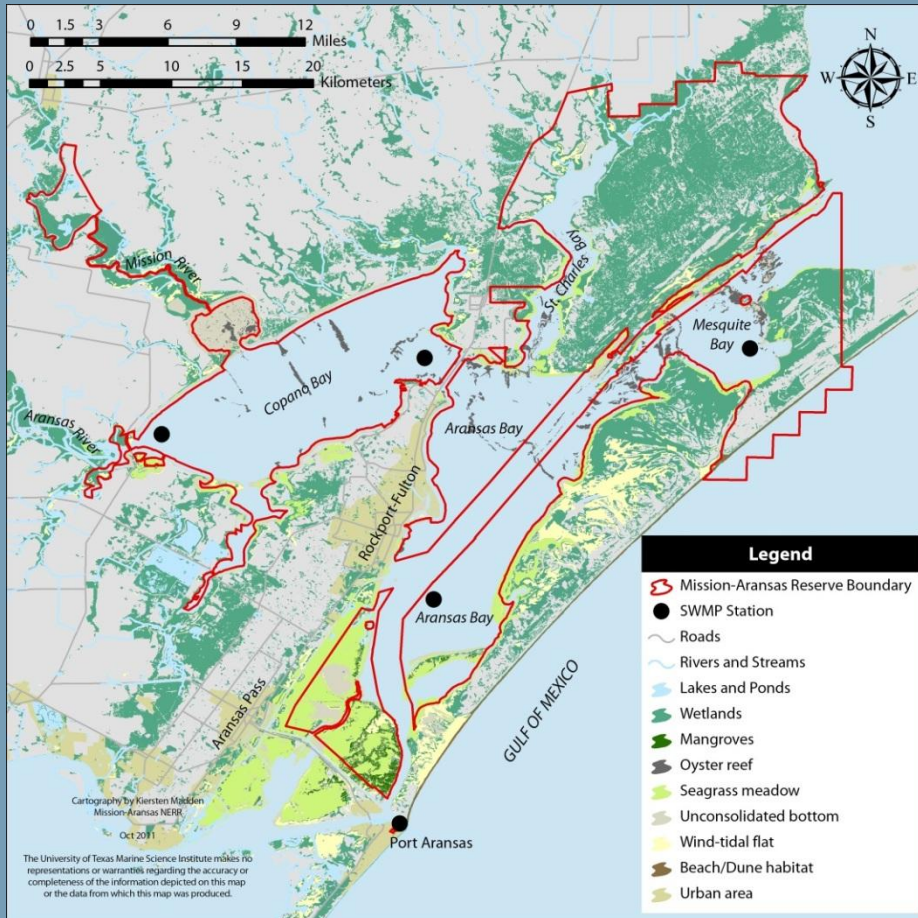 0 1.5 3 6 9 12
Miles
0 2.5 5 10 15 20
Kilometers
N
W E
S
Mission River
St. Charles Bay
Mesquite
Bay
Copano Bay
Aransas River
Aransas Bay
Rockport-Fulton
Aransas Bay
Aransas Pass
GULF OF MEXICO
Port Aransas
Cartography by Kiersten Madden
Mission-Aransas NERR
Oct 2011
The University of Texas Marine Science Institute makes no
representations or warranties regarding the accuracy or
completeness of the information depicted on this map
or the data from which this map was produced.
Legend
Mission-Aransas Reserve Boundary
SWMP Station
Roads
Rivers and Streams
Lakes and Ponds
Wetlands
Mangroves
Oyster reef
Seagrass meadow
Unconsolidated bottom
Wind-tidal flat
Beach/Dune habitat
Urban area